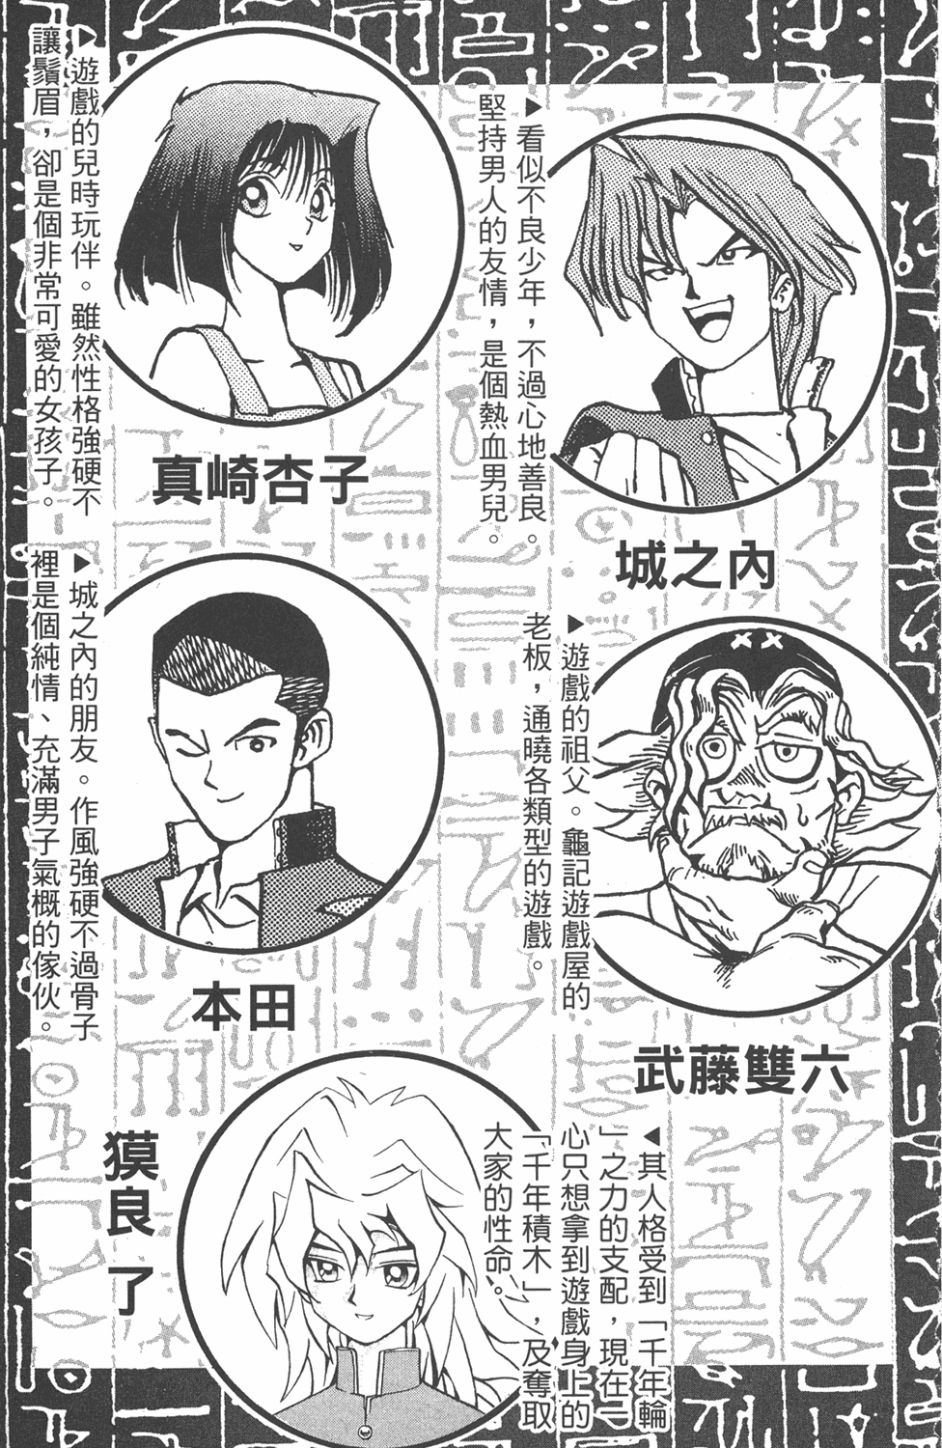 ▶看似不良少年，不過心地善良。
堅持男人的友情，是個熱血男兒。
城之內
▶遊戲的兒時玩伴。雖然性格強硬不
讓鬚眉，卻是個非常可愛的女孩子。
真崎杏子
▶遊戲的祖父。龜記遊戲屋的
老板，通曉各類型的遊戲。
武藤雙六
▶城之內的朋友。作風強硬不過骨子
裡是個純情、充滿男子氣概的傢伙。
本田
◀其人格受到「千年輪
」之力的支配，現在一
心只想拿到遊戲身上的
「千年積木」，及奪取
大家的性命。
獏良 了